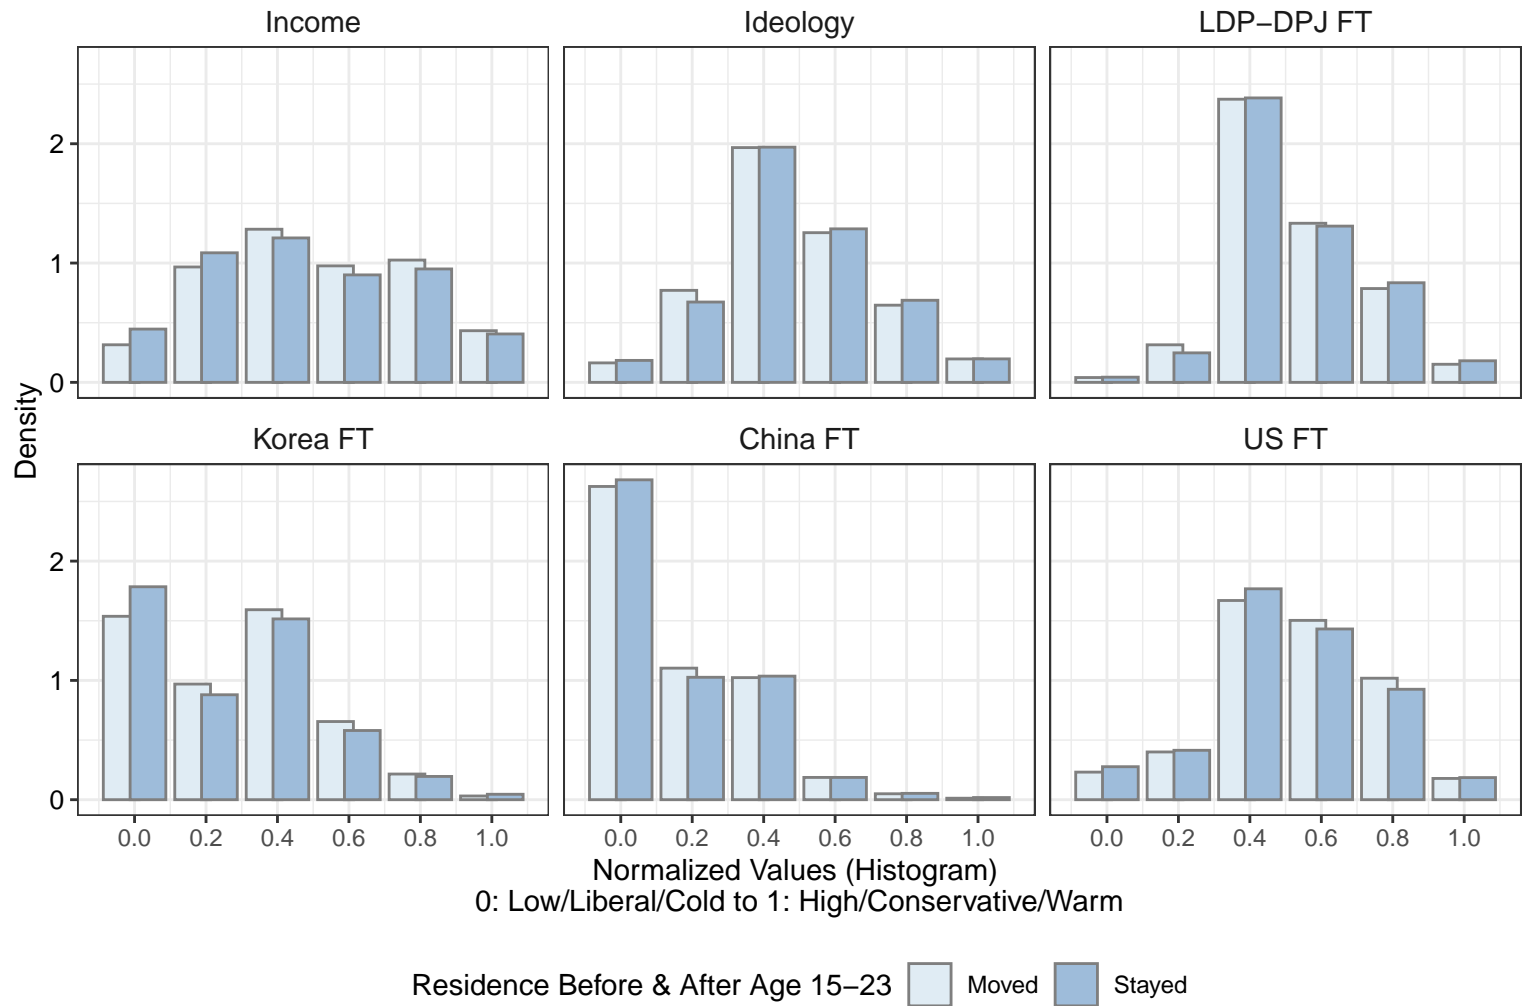 Income Ideology LDP−DPJ FT
2
1
0
Density
Korea FT China FT US FT
2
1
0
0.0 0.2 0.4 0.6 0.8 1.0 0.0 0.2 0.4 0.6 0.8 1.0 0.0 0.2 0.4 0.6 0.8 1.0
Normalized Values (Histogram)
0: Low/Liberal/Cold to 1: High/Conservative/Warm
Residence Before & After Age 15−23 Moved Stayed